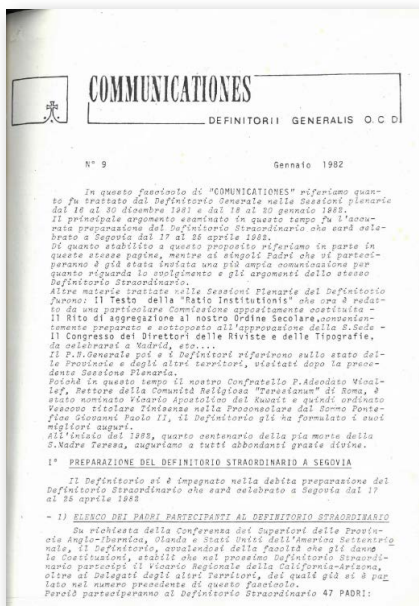 COMMUNICATIONES
DEFINITORII GENERALIS O C D
N° 9 Gennaio 1982
In questo fascicolo di "COMUNICATIONES" riferiamo quan-
to fu trattato dal Definitorio Generale nelle Sessioni plenarie
dal 16 al 30 dicembre 1981 e dal 18 al 20 gennaio 1982.
Il principale argomento esaminato in questo tempo fu l'accu-
rata preparazione del Definitorio Straordinario che sarà cele-
brato a Segovia dal 17 al 25 aprile 1982.
Di quanto stabilito a questo proposito riferiamo in parte in
queste stesse pagine, mentre ai singoli Padri che vi parteci-
peranno è già stata inviata una più ampia comunicazione per
quanto riguarda lo svolgimento e gli argomenti dello stesso
Definitorio Straordinario.
Altre materie trattate nelle Sessioni Plenarie del Definitorio
furono: Il Testo della "Ratio Institutionis" che ora è redat-
to da una particolare Commissione appositamente costituita -
Il Rito di aggregazione al nostro Ordine Secolare, convenien-
temente preparato e sottoposto all'approvazione della S.Sede -
Il Congresso dei Direttori delle Riviste e delle Tipografie,
da celebrarsi a Madrid, etc...
Il P.N.Generale poi e i Definitori riferirono sullo stato del-
le Provincie e degli altri territori, visitati dopo la prece-
dente Sessione Plenaria.
Poichè in questo tempo il nostro Confratello P.Adeodato Mical-
lef, Rettore della Comunità Religiosa "Teresianum" di Roma, è
stato nominato Vicario Apostolico del Kuwait e quindi ordinato
Vescovo titolare Tinisense nella Proconsolare dal Sommo Ponte-
fice Giovanni Paolo II, il Definitorio gli ha formulato i suoi
migliori auguri.
All'inizio del 1982, quarto centenario della pia morte della
S.Madre Teresa, auguriamo a tutti abbondanti grazie divine.
I° PREPARAZIONE DEL DEFINITORIO STRAORDINARIO A SEGOVIA
Il Definitorio si è impegnato nella debita preparazione del
Definitorio Straordinario che sarà celebrato a Segovia dal 17
al 25 aprile 1982
- 1) ELENCO DEI PADRI PARTECIPANTI AL DEFINITORIO STRAORDINARIO
Su richiesta della Conferenza dei Superiori delle Provin-
cie Anglo-Ibernica, Olanda e Stati Uniti dell'America Settentrio
nale, il Definitorio, avvalendosi della facoltà che gli danno
le Costituzioni, stabilì che nel prossimo Definitorio Straordi-
nario partecipi il Vicario Regionale della California-Arizona,
oltre ai Delegati degli altri Territori, dei quali già si è par
lato nel numero precedente di questo fascicolo.
Perciò parteciperanno al Definitorio Straordinario 47 PADRI: